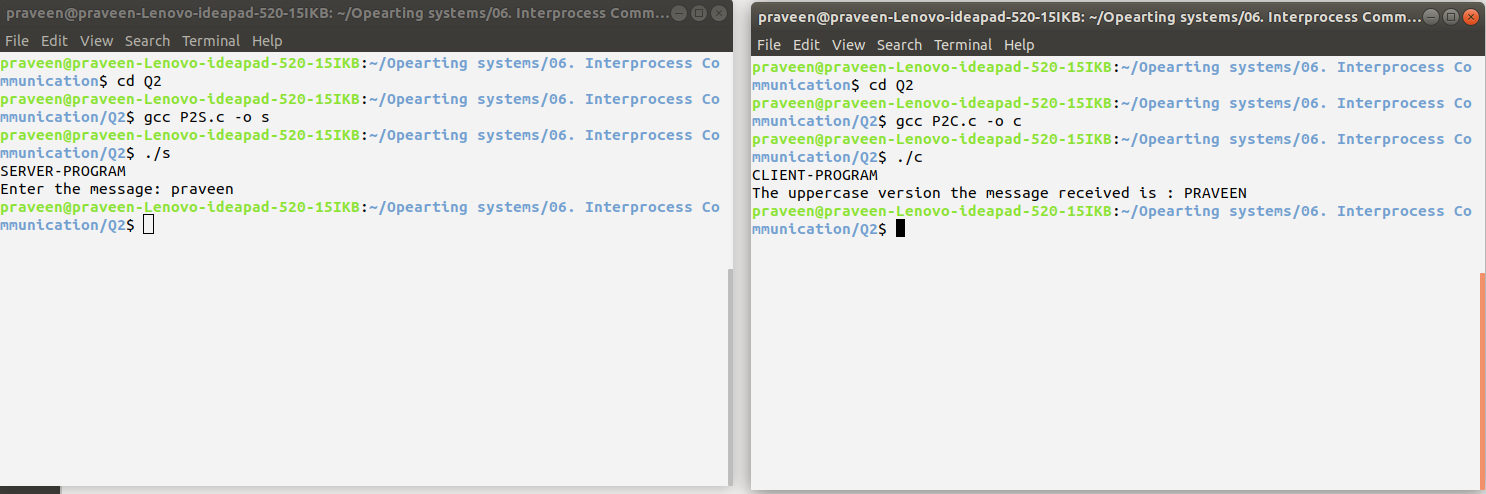 praveen@praveen-Lenovo-ideapad-520-15IKB: ~/Opearting systems/06. Interprocess Comm...
File Edit View Search Terminal Help
praveen@praveen-Lenovo-ideapad-520-15IKB:~/Opearting systems/06. Interprocess Co
mmunication$ cd Q2
praveen@praveen-Lenovo-ideapad-520-15IKB:~/Opearting systems/06. Interprocess Co
mmunication/Q2$ gcc P2S.c -o s
praveen@praveen-Lenovo-ideapad-520-15IKB:~/Opearting systems/06. Interprocess Co
mmunication/Q2$ ./s
SERVER-PROGRAM
Enter the message: praveen
praveen@praveen-Lenovo-ideapad-520-15IKB:~/Opearting systems/06. Interprocess Co
mmunication/Q2$
praveen@praveen-Lenovo-ideapad-520-15IKB: ~/Opearting systems/06. Interprocess Comm...
File Edit View Search Terminal Help
praveen@praveen-Lenovo-ideapad-520-15IKB:~/Opearting systems/06. Interprocess Co
mmunication$ cd Q2
praveen@praveen-Lenovo-ideapad-520-15IKB:~/Opearting systems/06. Interprocess Co
mmunication/Q2$ gcc P2C.c -o c
praveen@praveen-Lenovo-ideapad-520-15IKB:~/Opearting systems/06. Interprocess Co
mmunication/Q2$ ./c
CLIENT-PROGRAM
The uppercase version the message received is : PRAVEEN
praveen@praveen-Lenovo-ideapad-520-15IKB:~/Opearting systems/06. Interprocess Co
mmunication/Q2$